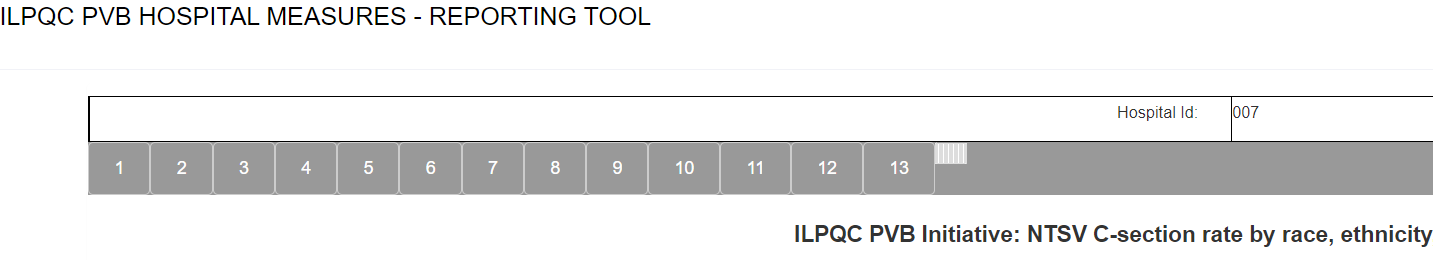 ILPQC PVB HOSPITAL MEASURES - REPORTING TOOL
Hospital Id: 007
1 2 3 4 5 6 7 8 9 10 11 12 13
ILPQC PVB Initiative: NTSV C-section rate by race, ethnicity